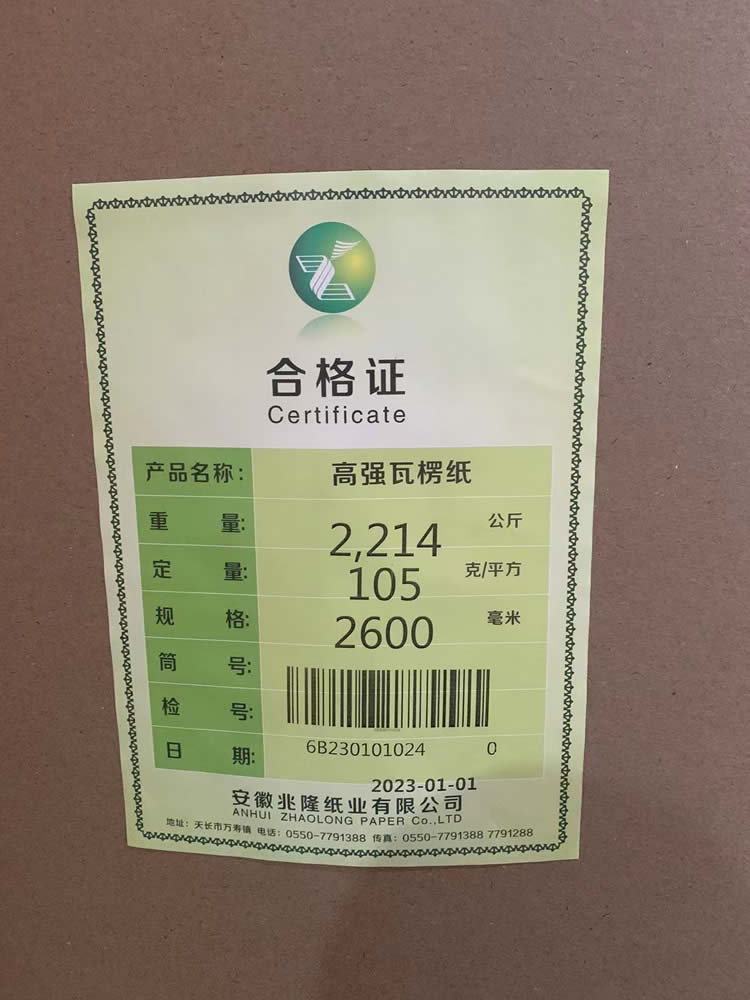 合格证
Certificate
产品名称: 高强瓦楞纸
重 量: 2,214 公斤
定 量: 105 克/平方
规 格: 2600 毫米
筒 号:
检 号:
日 期: 6B230101024 0
2023-01-01
安徽兆隆纸业有限公司
ANHUI ZHAOLONG PAPER Co.,LTD
地址: 天长市万寿镇 电话: 0550-7791388 传真: 0550-7791388 7791288